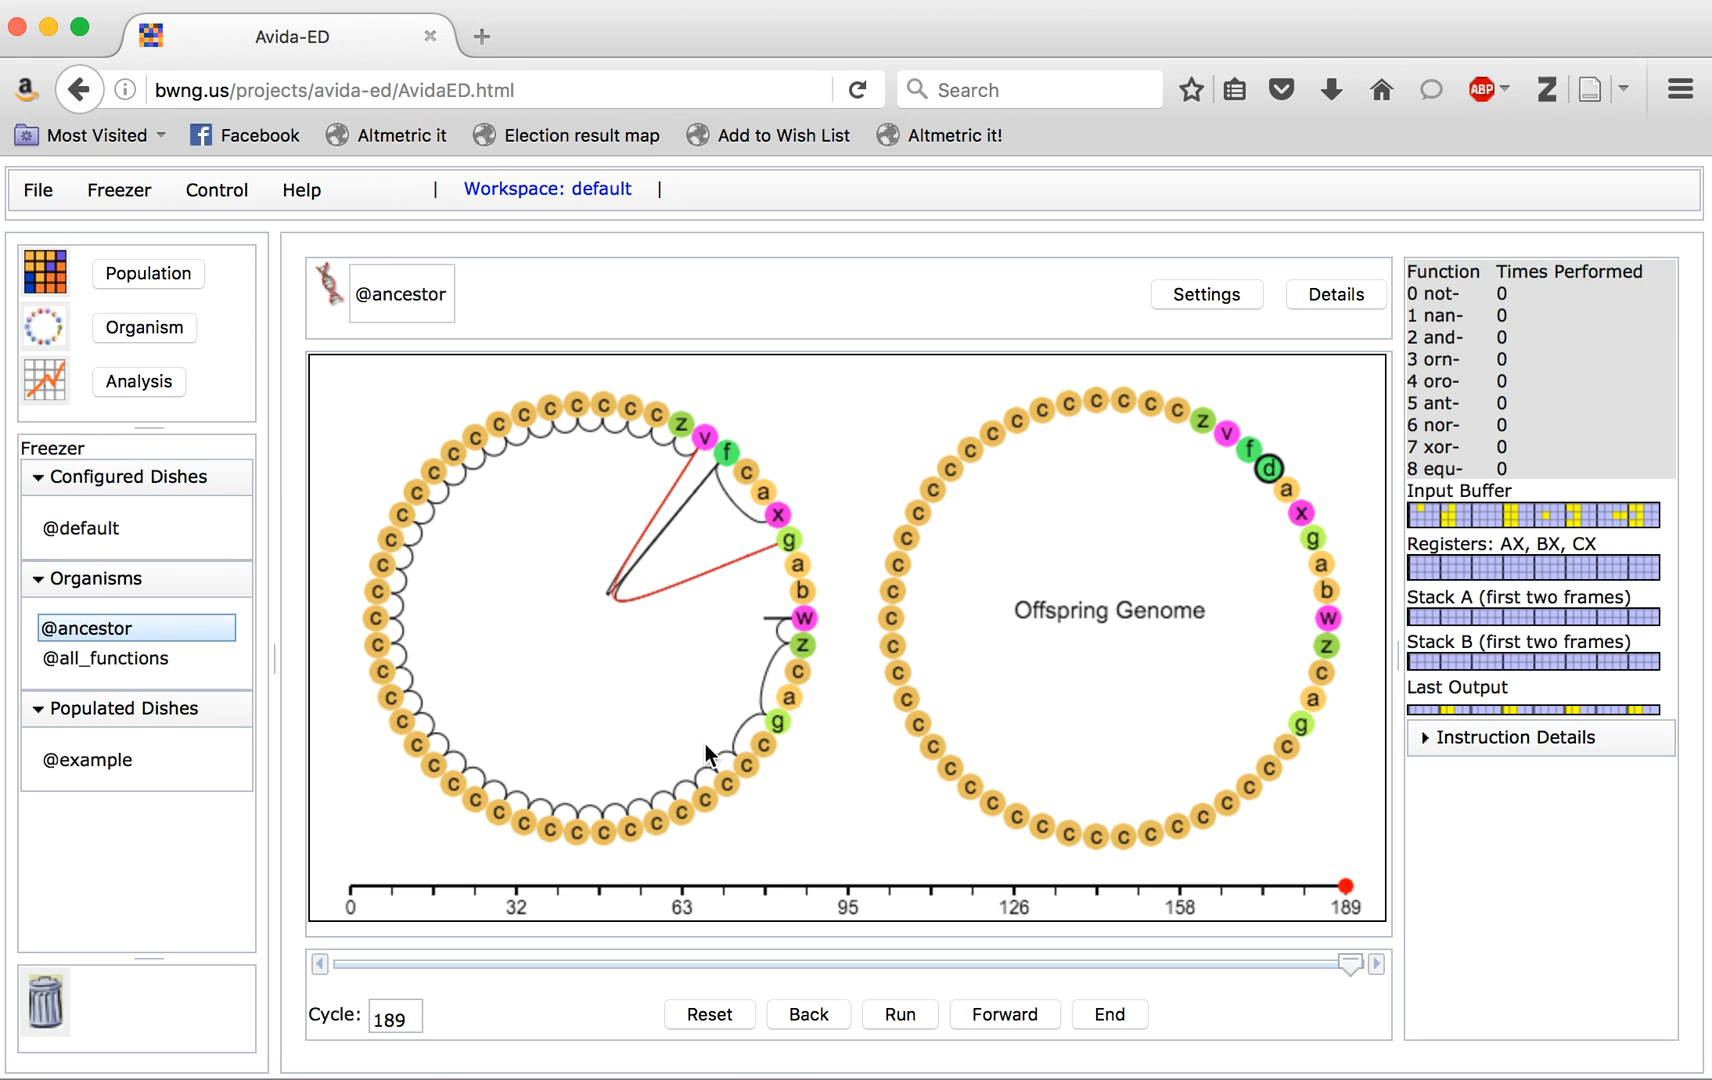 Avida-ED
bwng.us/projects/avida-ed/AvidaED.html
Search
ABP
Z
Most Visited
Facebook
Altmetric it
Election result map
Add to Wish List
Altmetric it!
File
Freezer
Control
Help
|
Workspace: default
|
Population
Organism
Analysis
Freezer
Configured Dishes
@default
Organisms
@ancestor
@all_functions
Populated Dishes
@example
@ancestor
Settings
Details
z
v
f
c
a
x
g
a
b
w
z
c
a
g
Offspring Genome
z
v
f
d
a
x
g
a
b
w
z
c
a
g
0 32 63 95 126 158 189
Cycle: 189
Reset
Back
Run
Forward
End
Function Times Performed
0 not- 0
1 nan- 0
2 and- 0
3 orn- 0
4 oro- 0
5 ant- 0
6 nor- 0
7 xor- 0
8 equ- 0
Input Buffer
Registers: AX, BX, CX
Stack A (first two frames)
Stack B (first two frames)
Last Output
Instruction Details